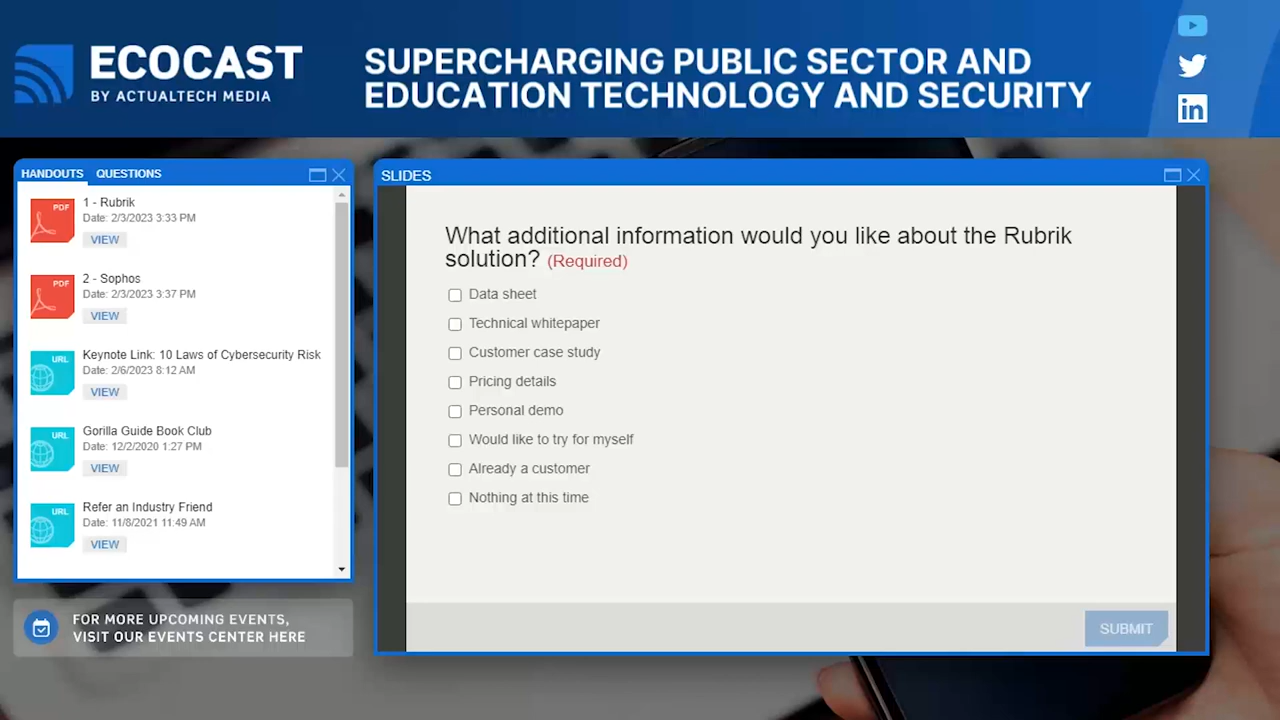 ECOCAST
BY ACTUALTECH MEDIA
SUPERCHARGING PUBLIC SECTOR AND
EDUCATION TECHNOLOGY AND SECURITY
in
HANDOUTS QUESTIONS
PDF
1 - Rubrik
Date: 2/3/2023 3:33 PM
VIEW
PDF
2 - Sophos
Date: 2/3/2023 3:37 PM
VIEW
URL
Keynote Link: 10 Laws of Cybersecurity Risk
Date: 2/6/2023 8:12 AM
VIEW
URL
Gorilla Guide Book Club
Date: 12/2/2020 1:27 PM
VIEW
URL
Refer an Industry Friend
Date: 11/8/2021 11:49 AM
VIEW
FOR MORE UPCOMING EVENTS,
VISIT OUR EVENTS CENTER HERE
SLIDES
What additional information would you like about the Rubrik
solution? (Required)
Data sheet
Technical whitepaper
Customer case study
Pricing details
Personal demo
Would like to try for myself
Already a customer
Nothing at this time
SUBMIT